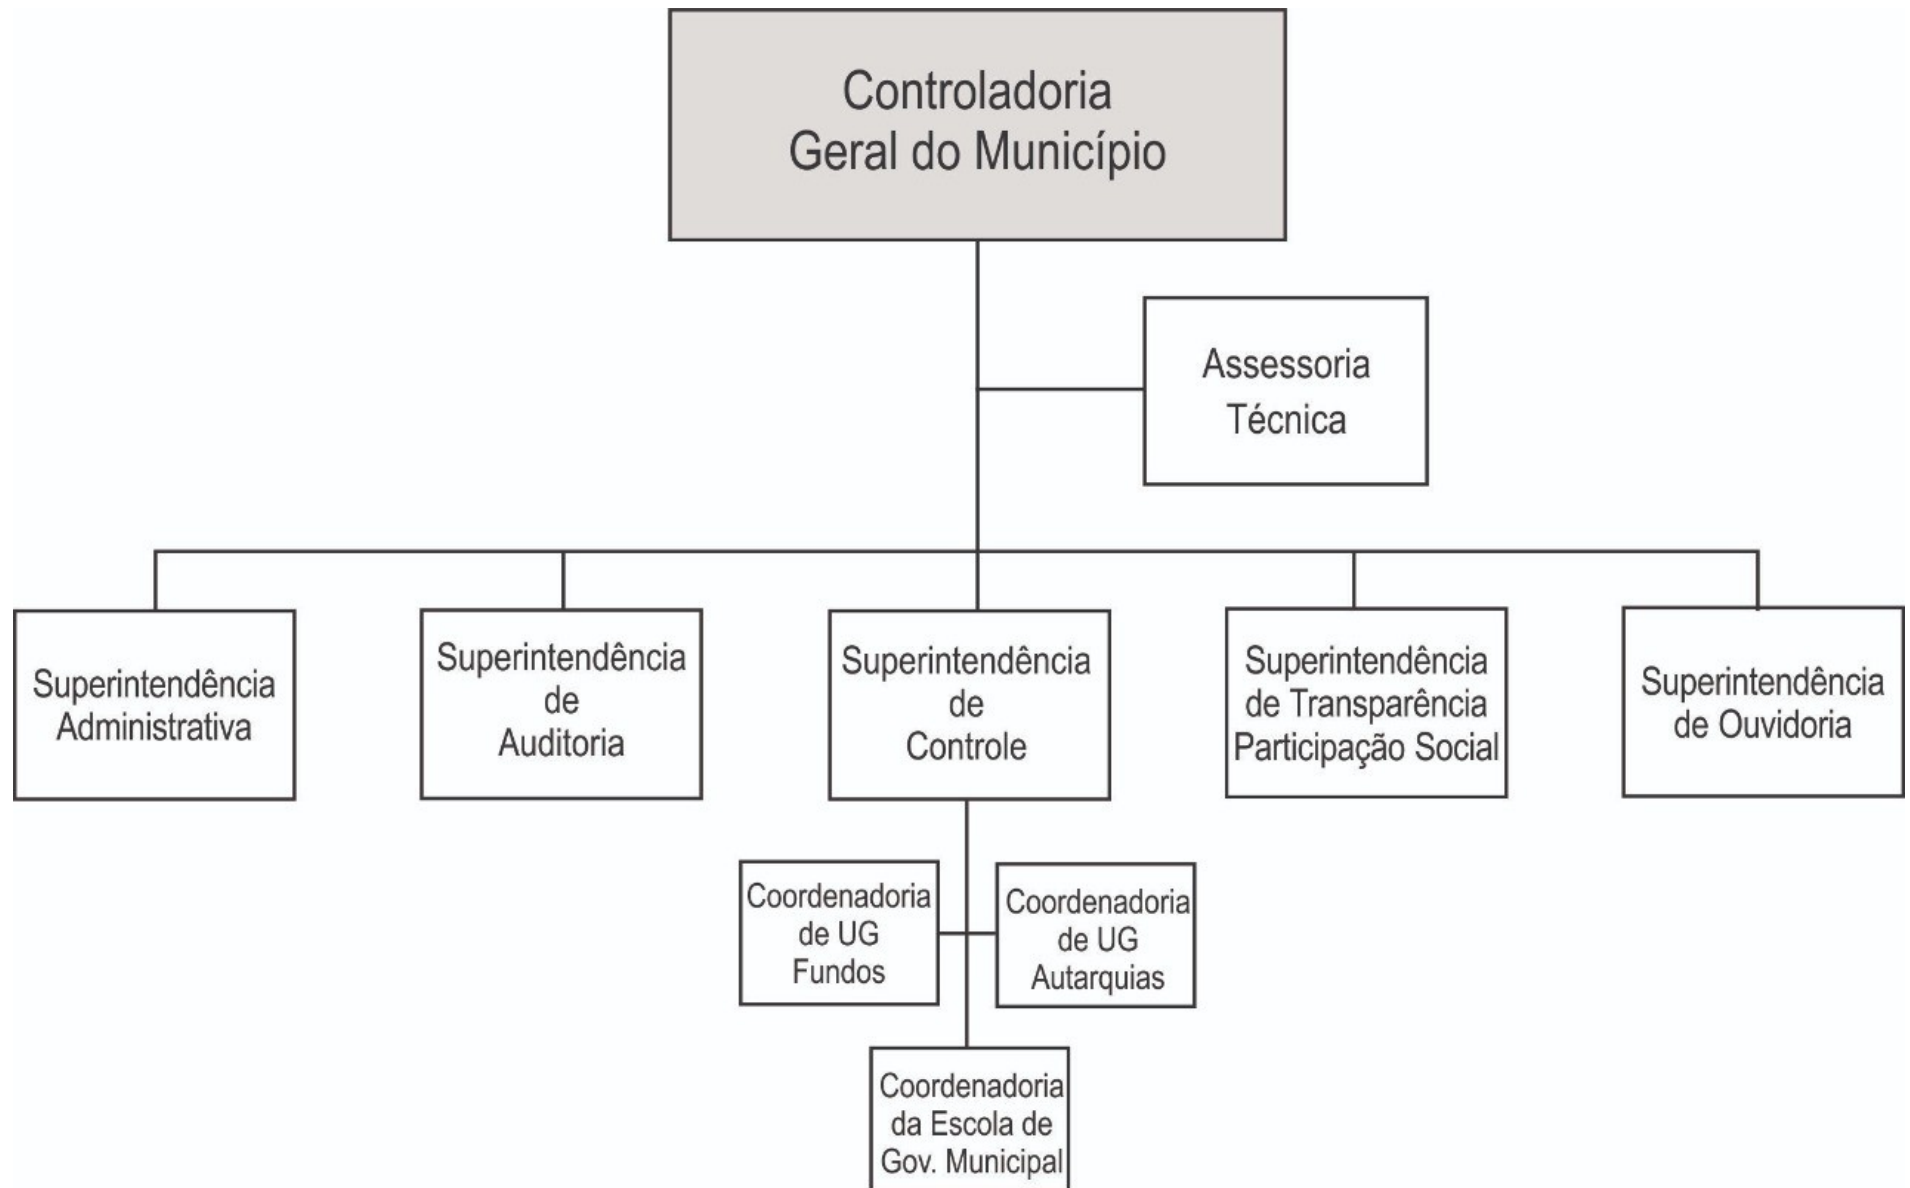 Controladoria
Geral do Município
Assessoria
Técnica
Superintendência
Administrativa
Superintendência
de
Auditoria
Superintendência
de
Controle
Superintendência
de Transparência
Participação Social
Superintendência
de Ouvidoria
Coordenadoria
de UG
Fundos
Coordenadoria
de UG
Autarquias
Coordenadoria
da Escola de
Gov. Municipal